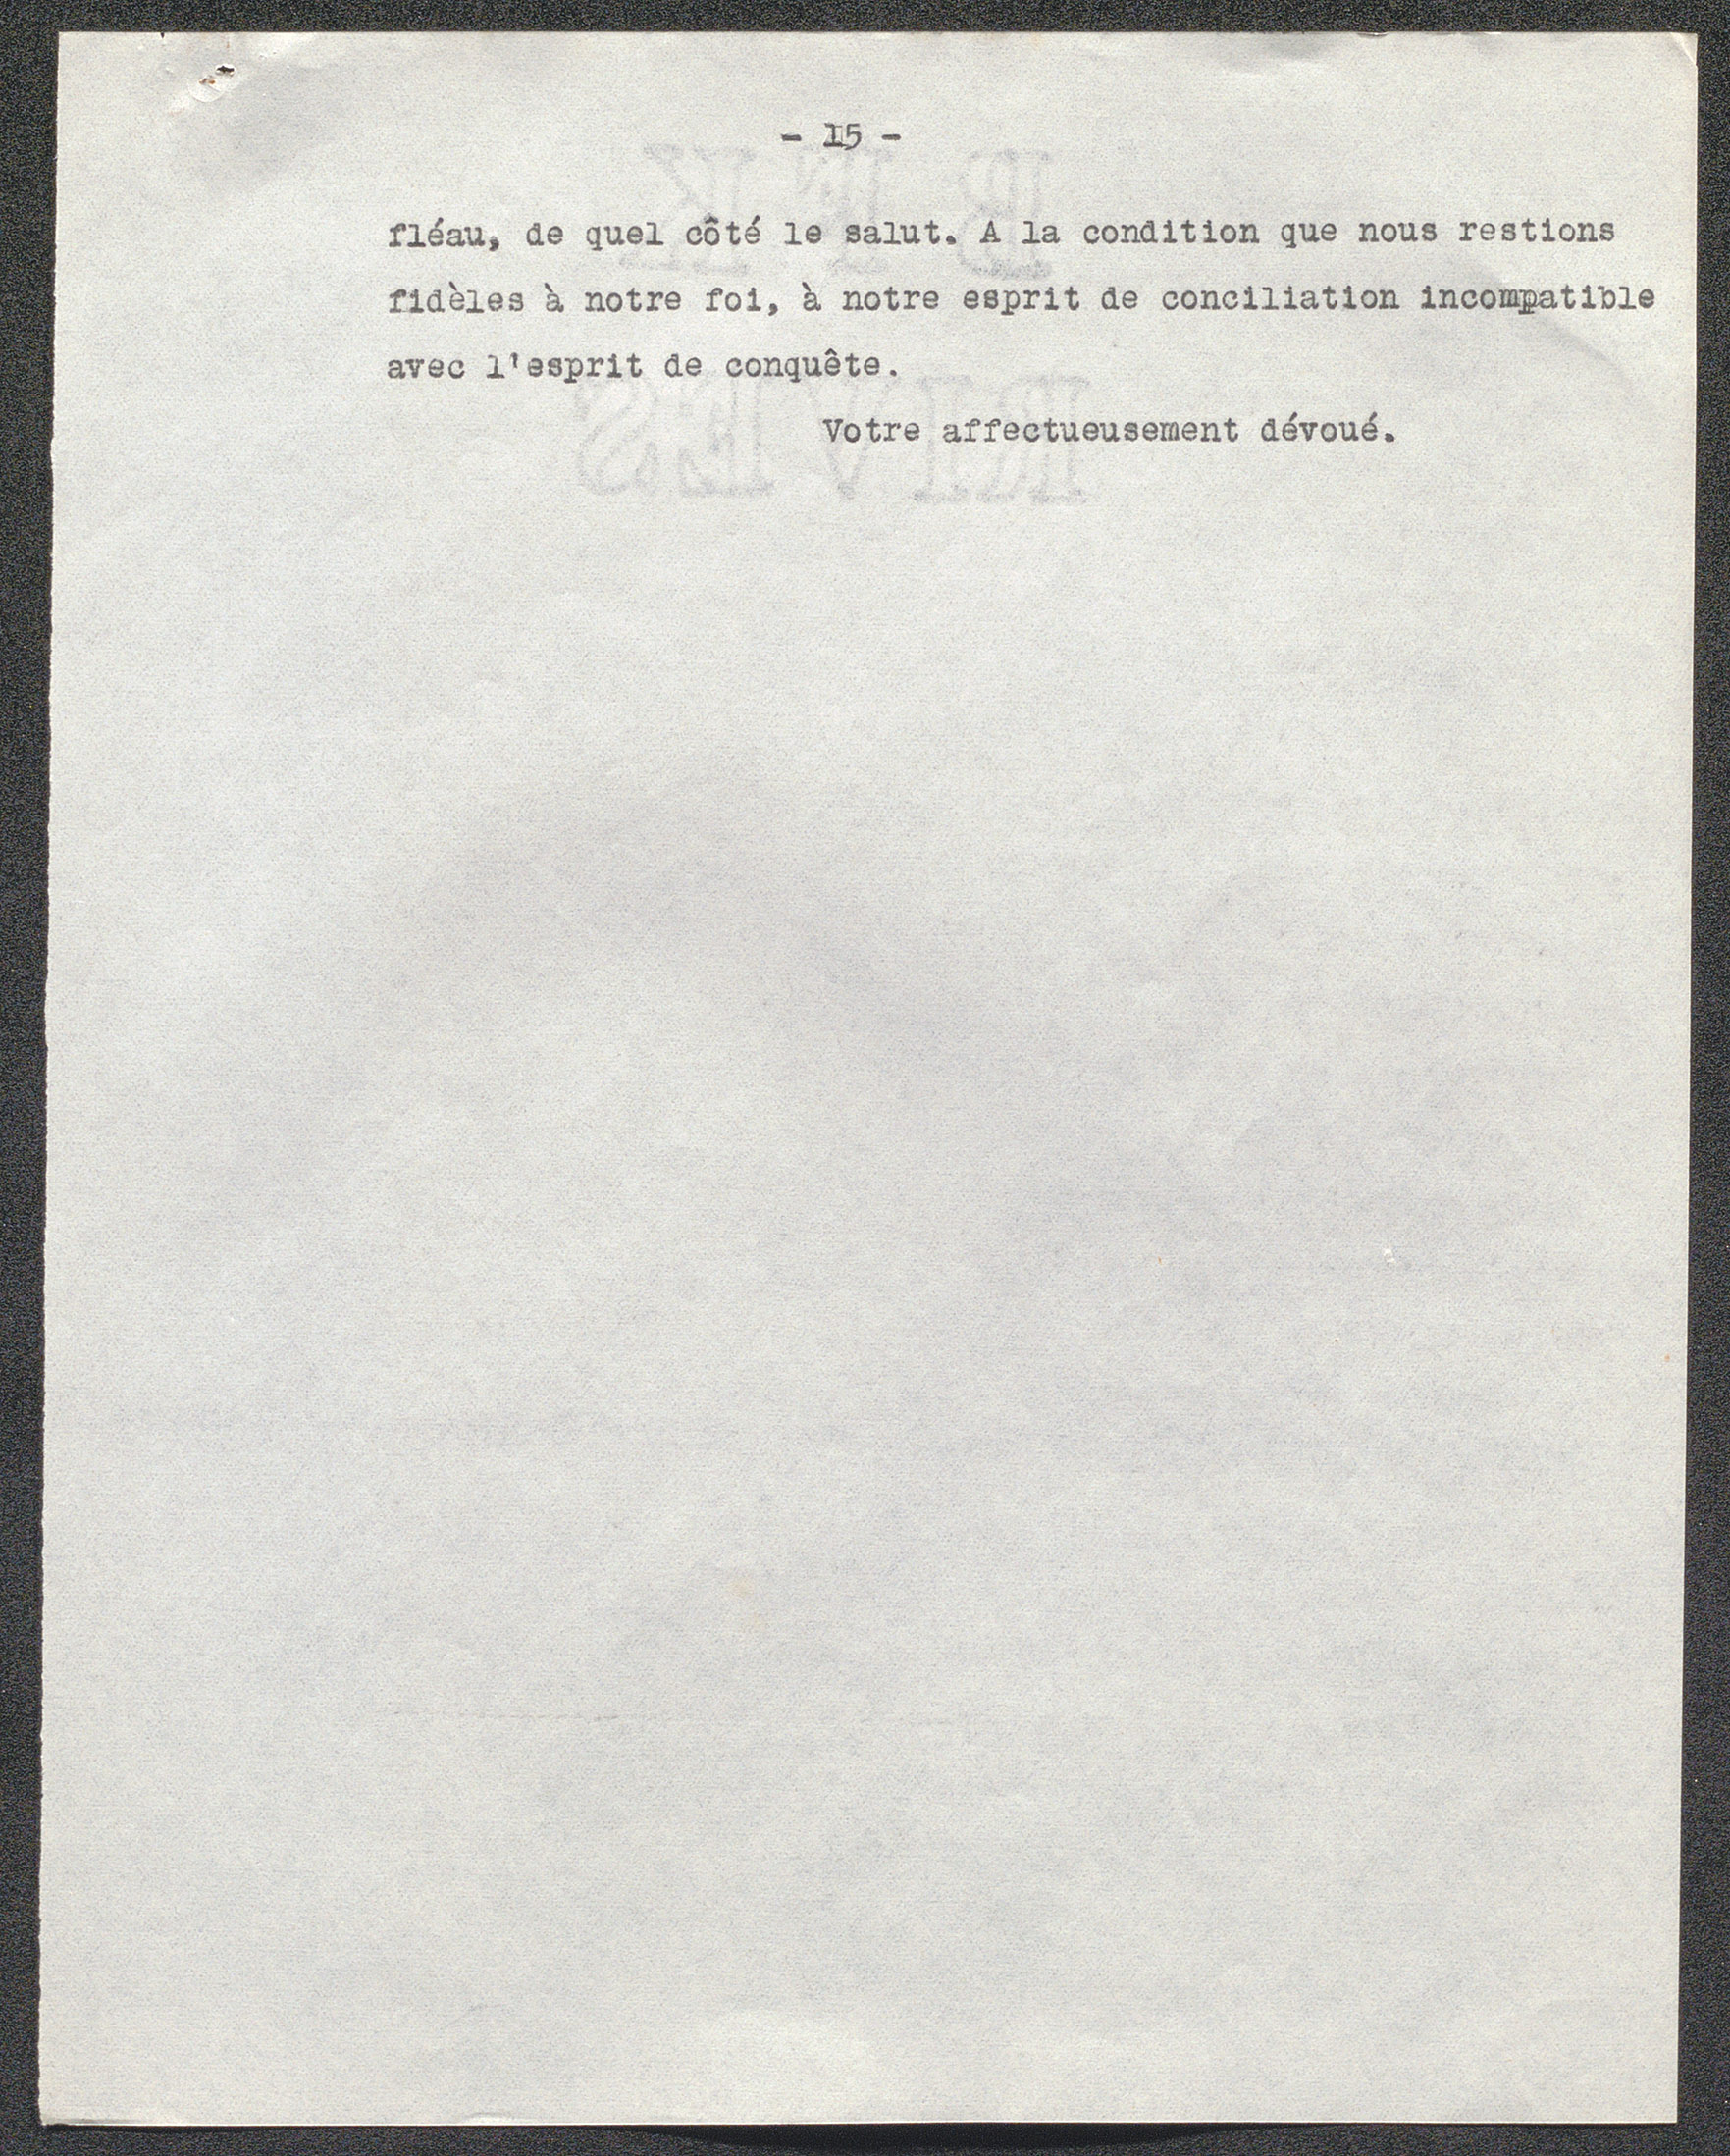 - 15 -
fléau, de quel côté le salut. A la condition que nous restions
fidèles à notre foi, à notre esprit de conciliation incompatible
avec l'esprit de conquête.
Votre affectueusement dévoué.